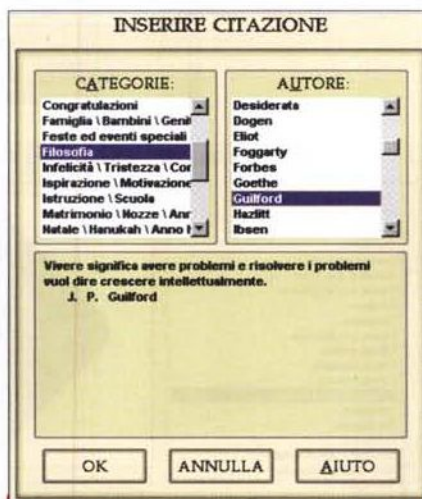 INSERIRE CITAZIONE
CATEGORIE:
Congratulazioni
Famiglia \ Bambini \ Genit
Feste ed eventi speciali
Filosofia
Infelicità \ Tristezza \ Cor
Ispirazione \ Motivazione
Istruzione \ Scuola
Matrimonio \ Nozze \ Anr
Natale \ Hanukah \ Anno
AUTORE:
Desiderata
Dogen
Eliot
Foggarty
Forbes
Goethe
Guilford
Hazlitt
Ibsen
Vivere significa avere problemi e risolvere i problemi
vuol dire crescere intellettualmente.
J. P. Guilford
OK
ANNULLA
AIUTO